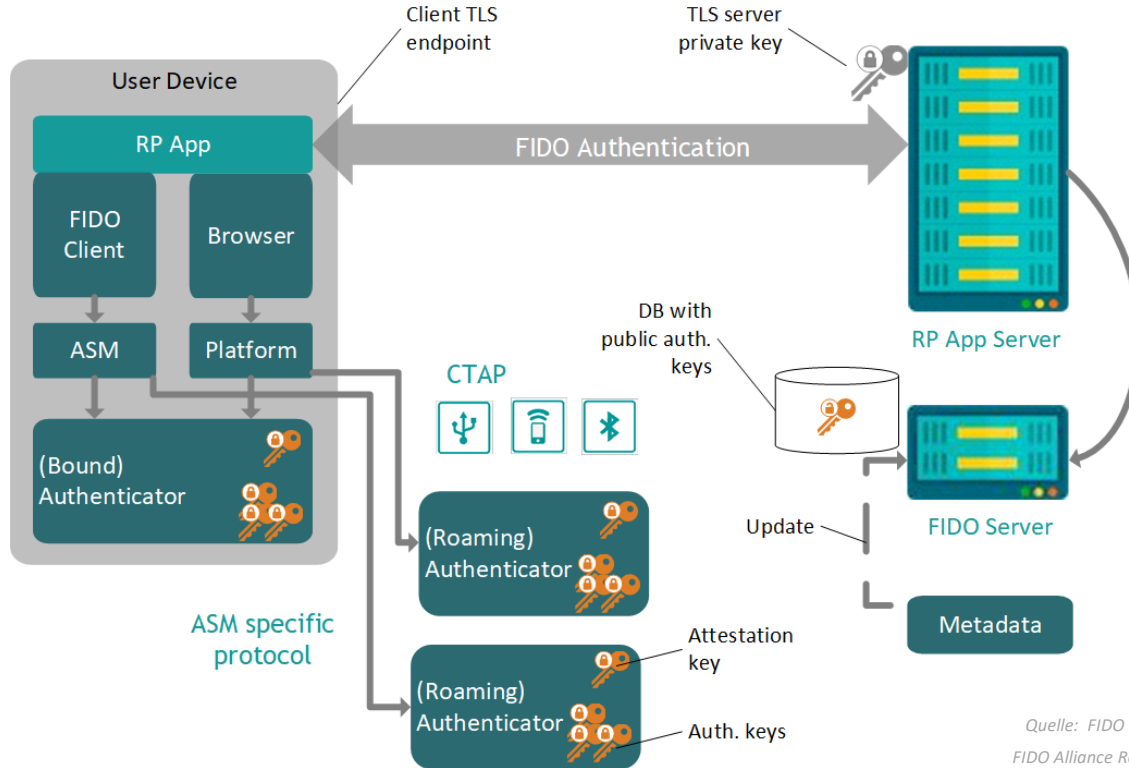 Client TLS
endpoint
TLS server
private key
User Device
RP App
FIDO Authentication
FIDO
Client
Browser
RP App Server
DB with
public auth.
keys
ASM
Platform
CTAP
(Bound)
Authenticator
(Roaming)
Authenticator
FIDO Server
Update
Metadata
ASM specific
protocol
Attestation
key
(Roaming)
Authenticator
Auth. keys
Quelle: FIDO
FIDO Alliance